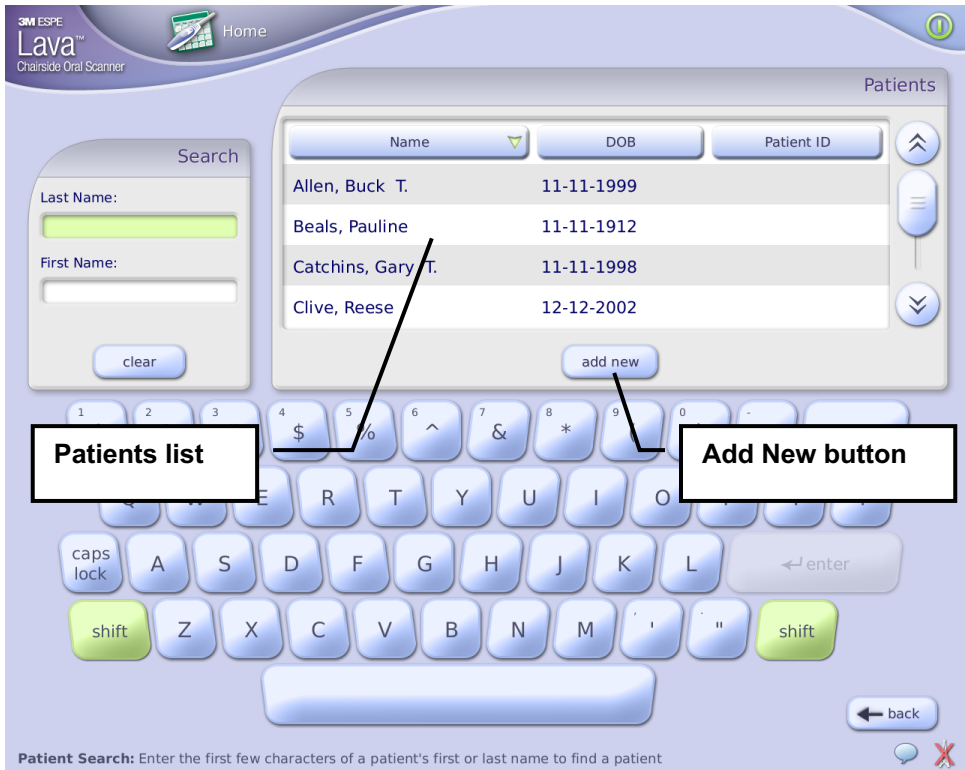 3M ESPE
Lava™
Chairside Oral Scanner
Home
Patients
Name DOB Patient ID
Allen, Buck T. 11-11-1999
Beals, Pauline 11-11-1912
Catchins, Gary T. 11-11-1998
Clive, Reese 12-12-2002
add new
Search
Last Name:
First Name:
clear
1 2 3 4 $ 5 % 6 ^ 7 & 8 * 9 ( 0 -
Patients list
Add New button
Q W E R T Y U I O
caps lock A S D F G H J K L enter
shift Z X C V B N M , ' . " shift
back
Patient Search: Enter the first few characters of a patient's first or last name to find a patient